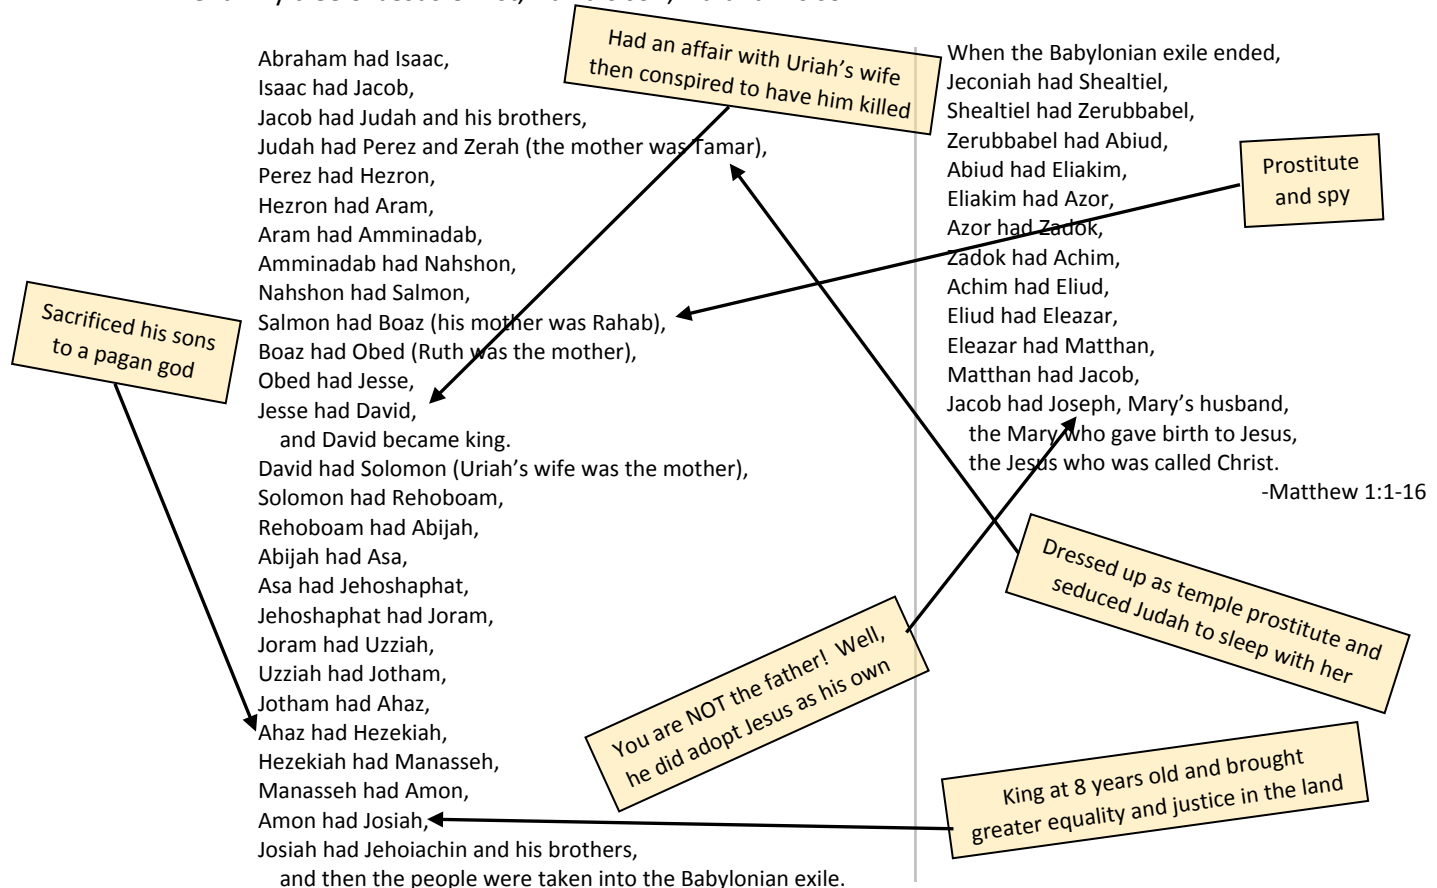 Abraham had Isaac,
Isaac had Jacob,
Jacob had Judah and his brothers,
Judah had Perez and Zerah (the mother was Tamar),
Perez had Hezron,
Hezron had Aram,
Aram had Amminadab,
Amminadab had Nahshon,
Nahshon had Salmon,
Salmon had Boaz (his mother was Rahab),
Boaz had Obed (Ruth was the mother),
Obed had Jesse,
Jesse had David,
and David became king.
David had Solomon (Uriah’s wife was the mother),
Solomon had Rehoboam,
Rehoboam had Abijah,
Abijah had Asa,
Asa had Jehoshaphat,
Jehoshaphat had Joram,
Joram had Uzziah,
Uzziah had Jotham,
Jotham had Ahaz,
Ahaz had Hezekiah,
Hezekiah had Manasseh,
Manasseh had Amon,
Amon had Josiah,
Josiah had Jehoiachin and his brothers,
and then the people were taken into the Babylonian exile.
When the Babylonian exile ended,
Jeconiah had Shealtiel,
Shealtiel had Zerubbabel,
Zerubbabel had Abiud,
Abiud had Eliakim,
Eliakim had Azor,
Azor had Zadok,
Zadok had Achim,
Achim had Eliud,
Eliud had Eleazar,
Eleazar had Matthan,
Matthan had Jacob,
Jacob had Joseph, Mary’s husband,
the Mary who gave birth to Jesus,
the Jesus who was called Christ.
-Matthew 1:1-16
Had an affair with Uriah’s wife
then conspired to have him killed
Prostitute
and spy
Sacrificed his sons
to a pagan god
Dressed up as temple prostitute and
seduced Judah to sleep with her
You are NOT the father!  Well,
he did adopt Jesus as his own
King at 8 years old and brought
greater equality and justice in the land